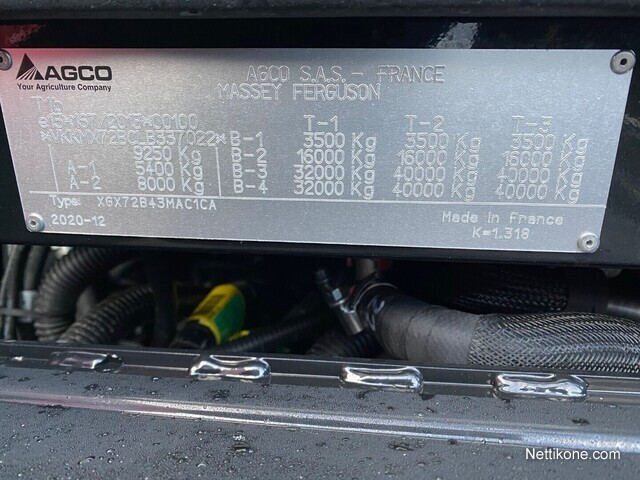 AGCO
Your Agriculture Company
AGCO S.A.S. - FRANCE
MASSEY FERGUSON
T1b
T-1 T-2 T-3
B-1 3500 Kg 3500 Kg 3500 Kg
9250 Kg B-2 16000 Kg 16000 Kg 16000 Kg
A-1 5400 Kg B-3 32000 Kg 40000 Kg 40000 Kg
A-2 8000 Kg B-4 32000 Kg 40000 Kg 40000 Kg
Type: XGX72B43MAC1CA
2020-12
Made In France
K=1.318
Nettikone.com